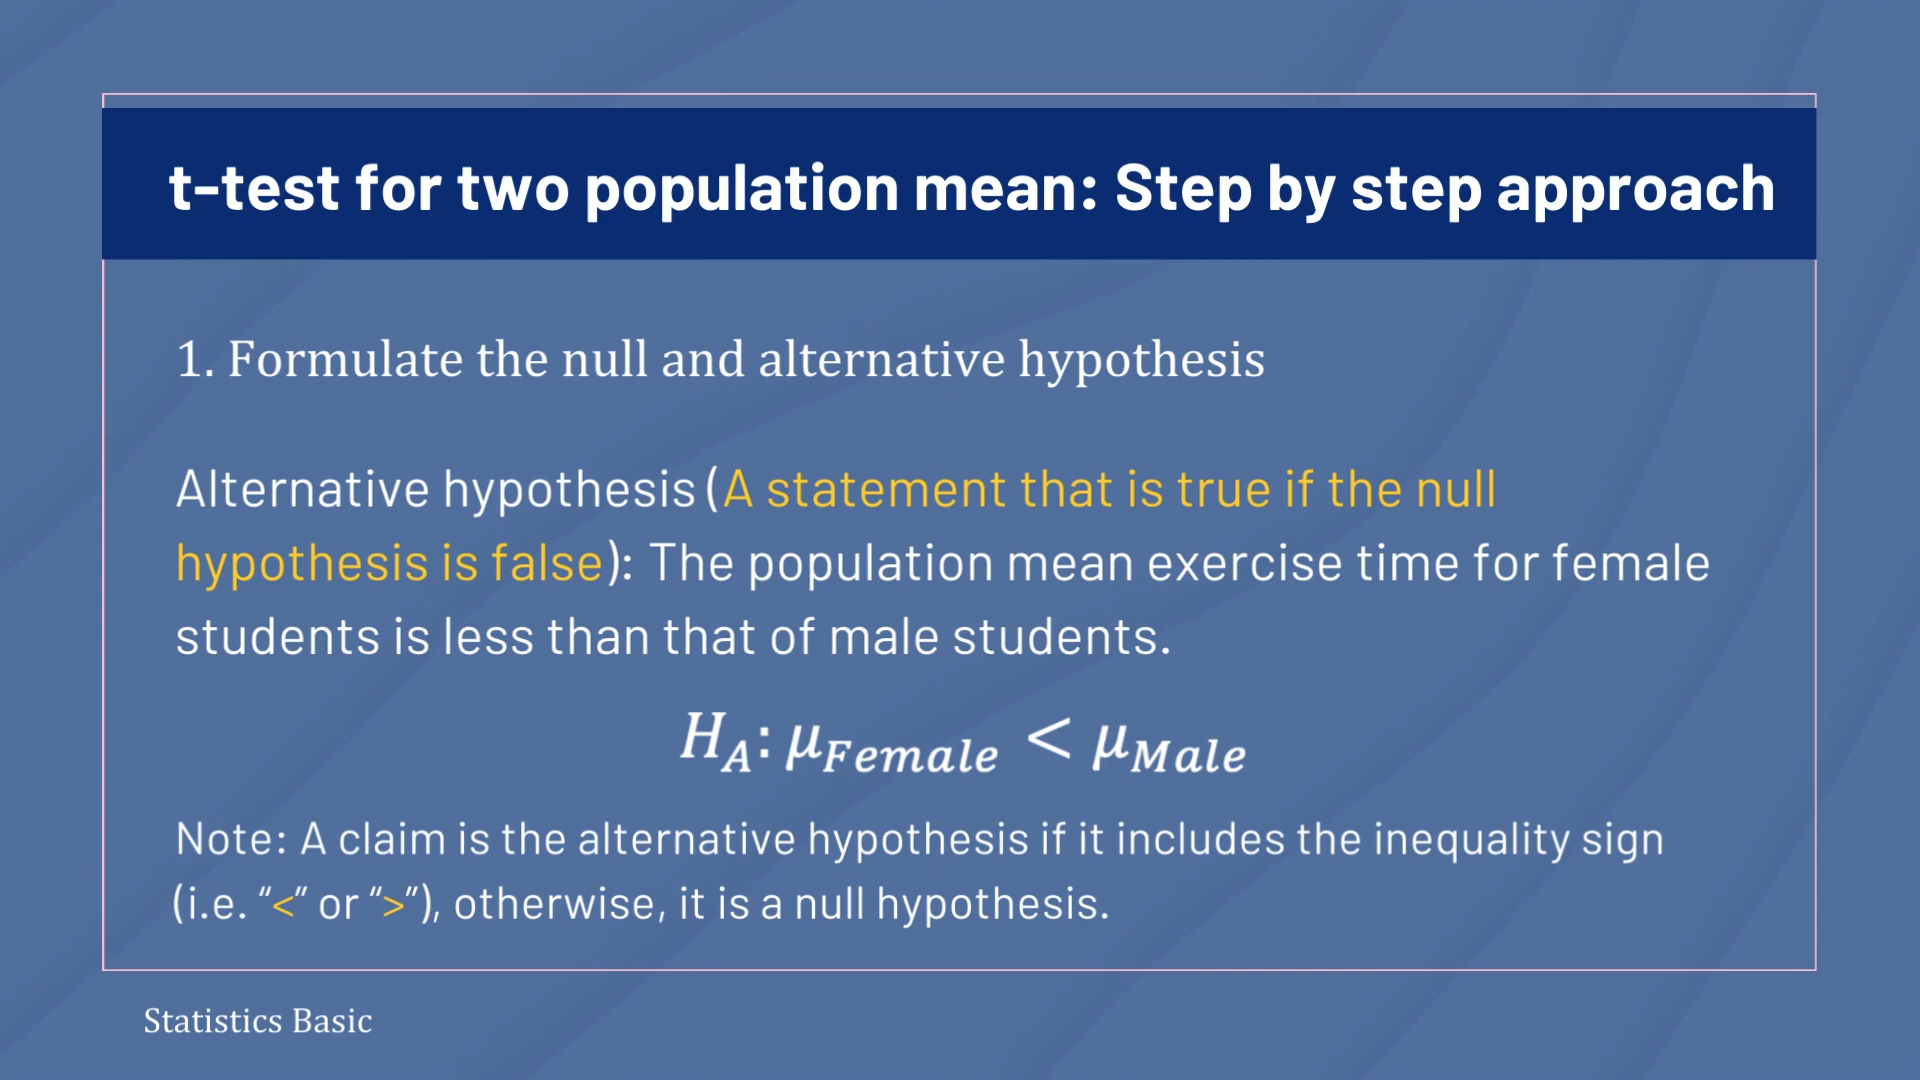 t-test for two population mean: Step by step approach
1. Formulate the null and alternative hypothesis
Alternative hypothesis (A statement that is true if the null
hypothesis is false): The population mean exercise time for female
students is less than that of male students.
H_A: μ_Female < μ_Male
Note: A claim is the alternative hypothesis if it includes the inequality sign
(i.e. “<” or “>”), otherwise, it is a null hypothesis.
Statistics Basic